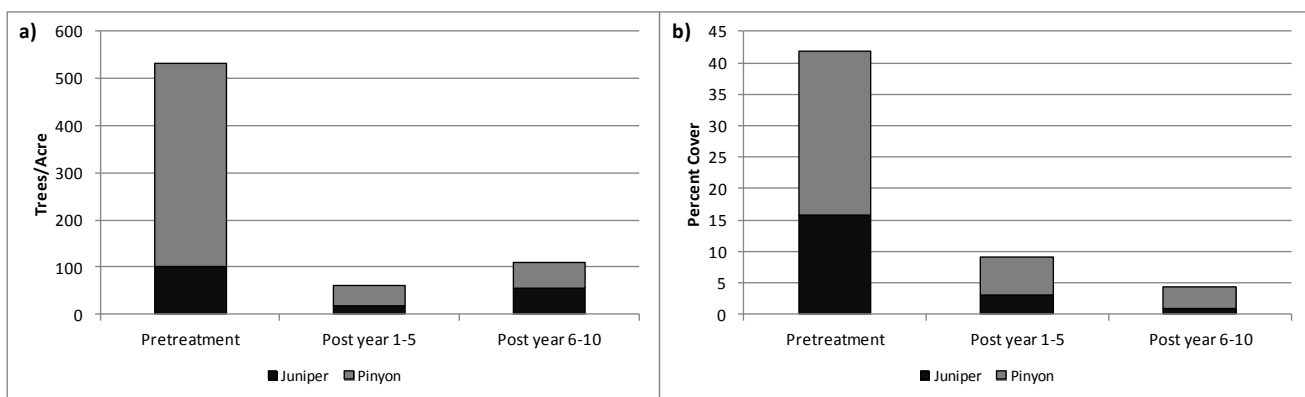 a)
600
500
400
300
200
100
0
Trees/Acre
Pretreatment Post year 1-5 Post year 6-10
Juniper Pinyon
b)
45
40
35
30
25
20
15
10
5
0
Percent Cover
Pretreatment Post year 1-5 Post year 6-10
Juniper Pinyon